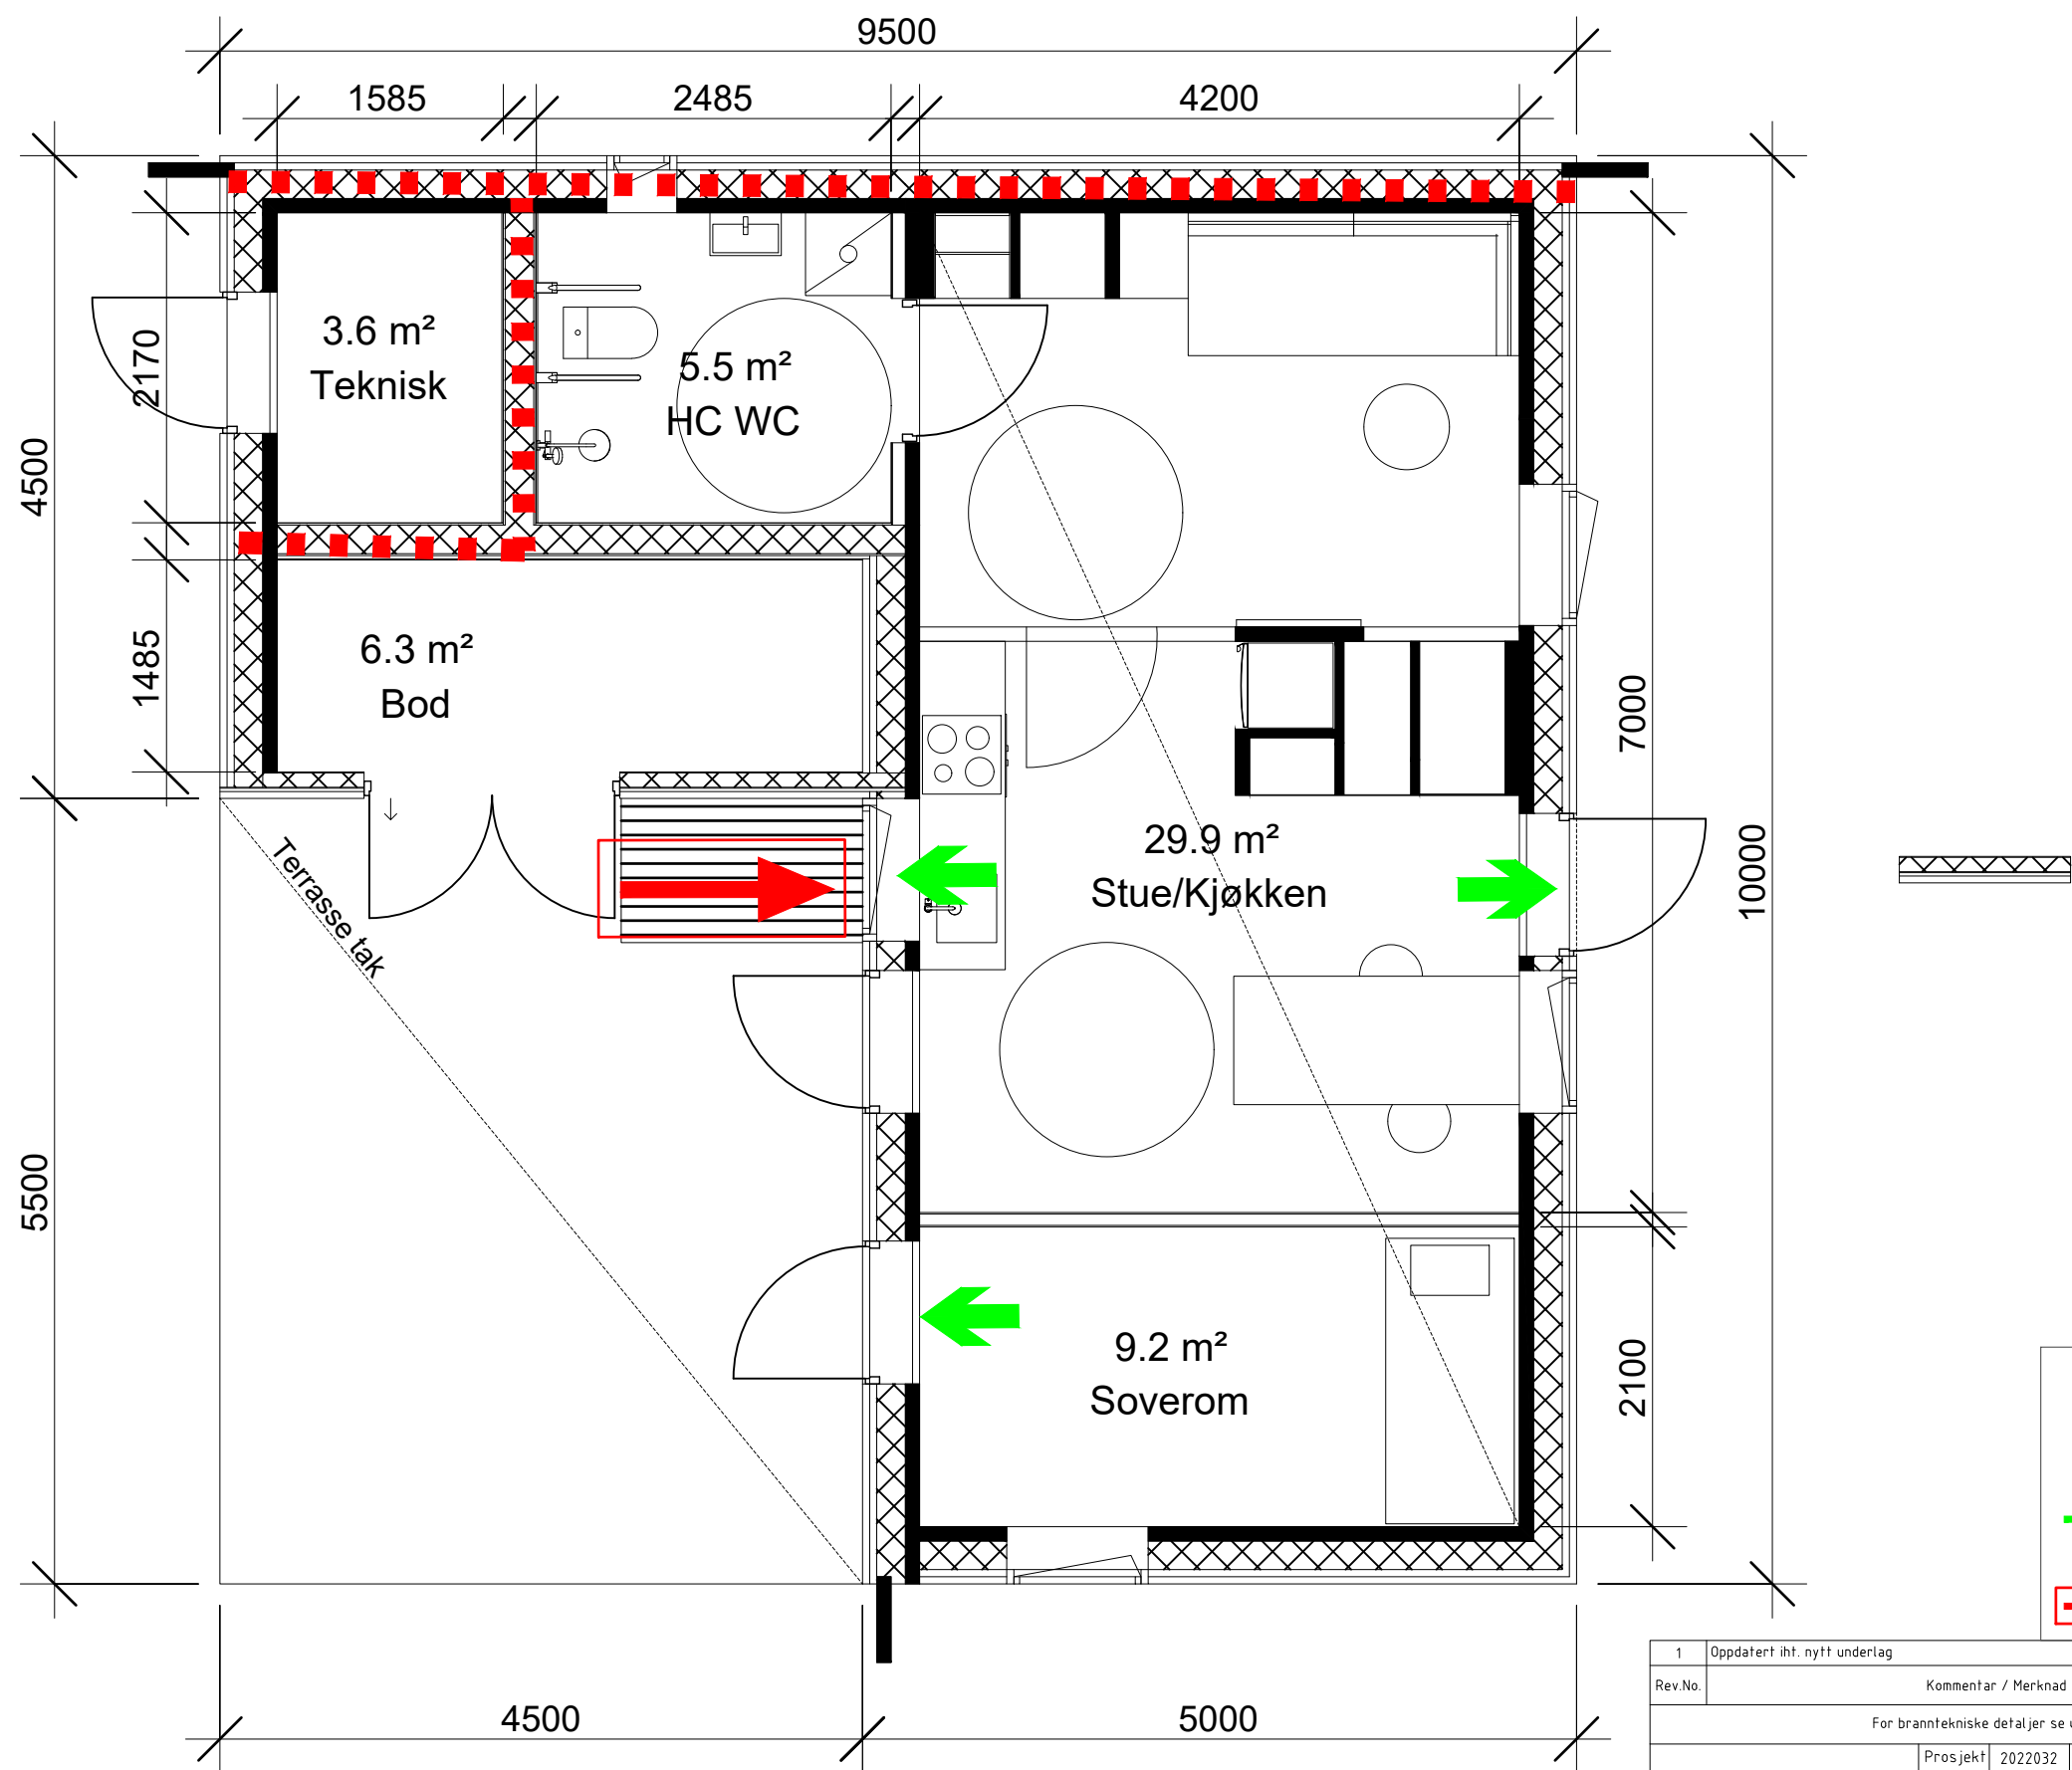 9500
1585
2485
4200
3.6 m²
Teknisk
5.5 m²
HC WC
2170
4500
1485
6.3 m²
Bod
7000
10000
29.9 m²
Stue/Kjøkken
Terrasse tak
5500
9.2 m²
Soverom
2100
4500
5000
1 Oppdatert iht. nytt underlag
Rev.No. Kommentar / Merknad
For branntekniske detaljer se
Prosjekt 2022032